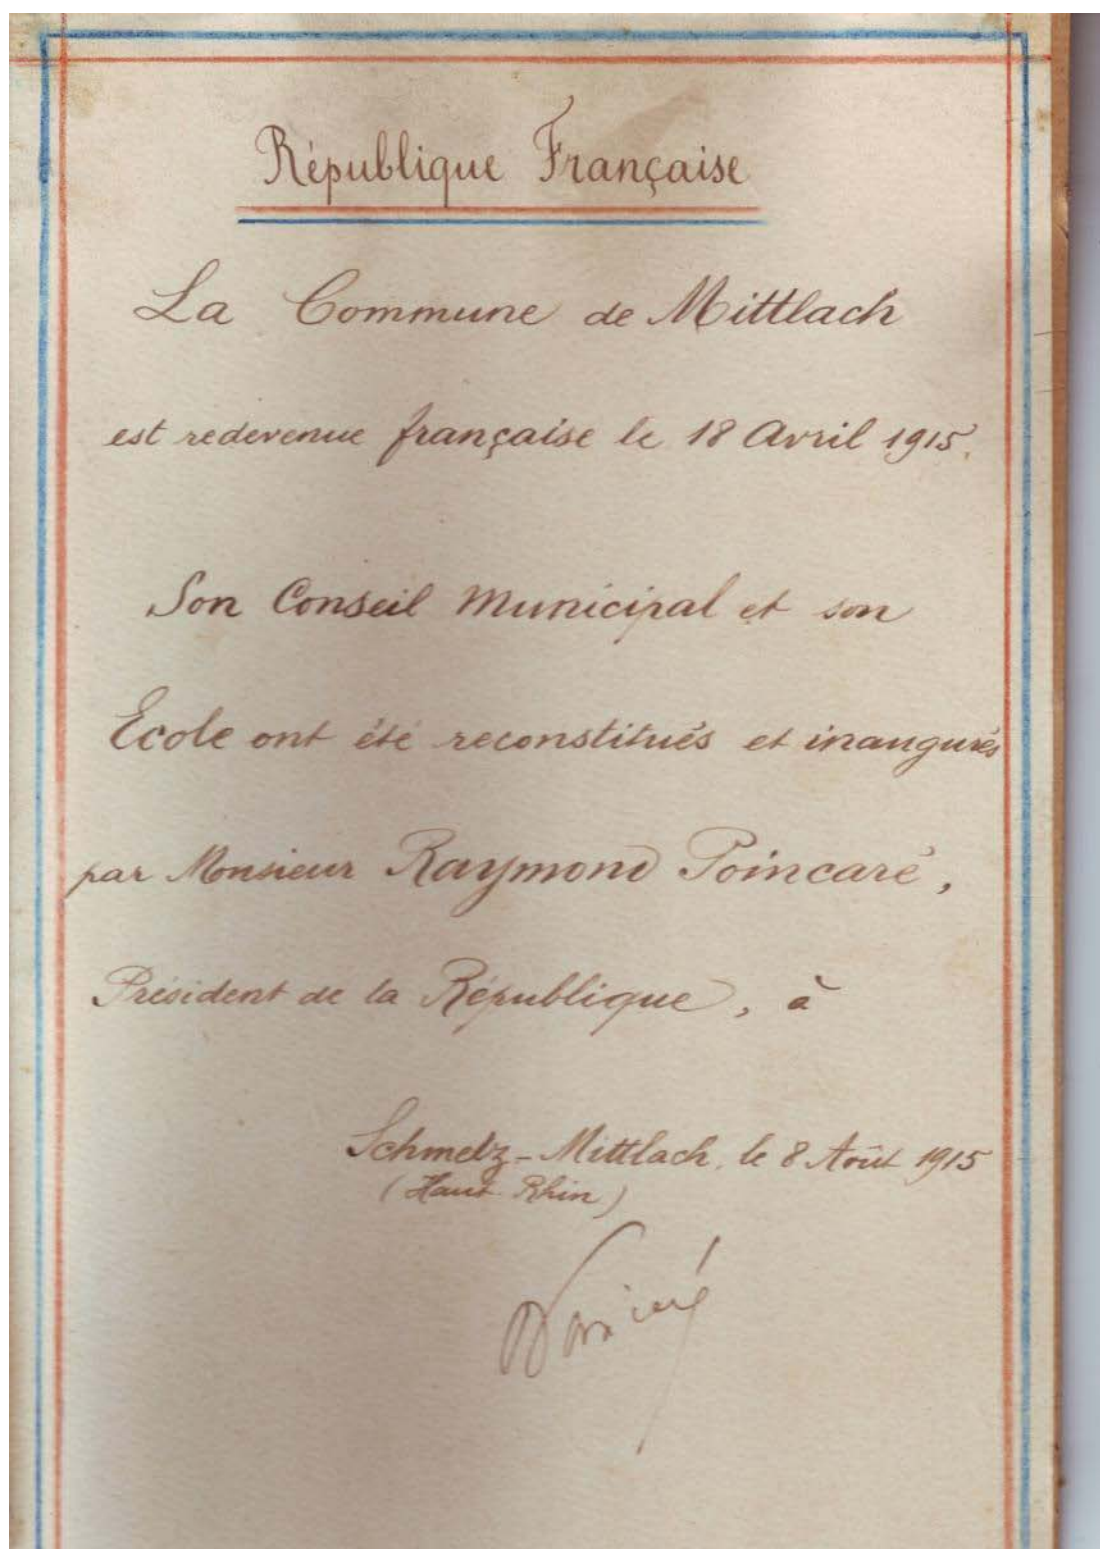 République Française
La Commune de Mittlach
est redevenue française le 18 Avril 1915.
Son Conseil Municipal et son
Ecole ont été reconstitués et inaugurés
par Monsieur Raymond Poincaré,
Président de la République, à
Schmelz-Mittlach, le 8 Août 1915
(Haut-Rhin)
Poincaré